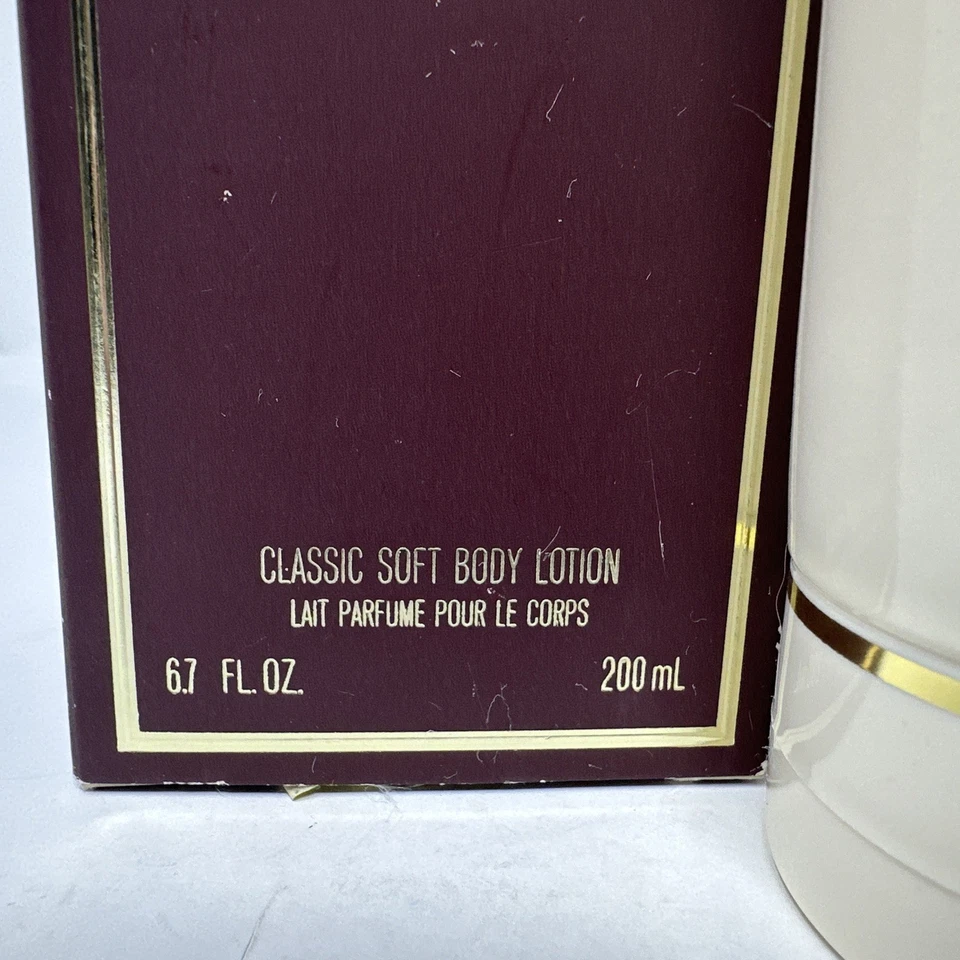 CLASSIC SOFT BODY LOTION
LAIT PARFUME POUR LE CORPS
6.7 FL. OZ. 200 mL